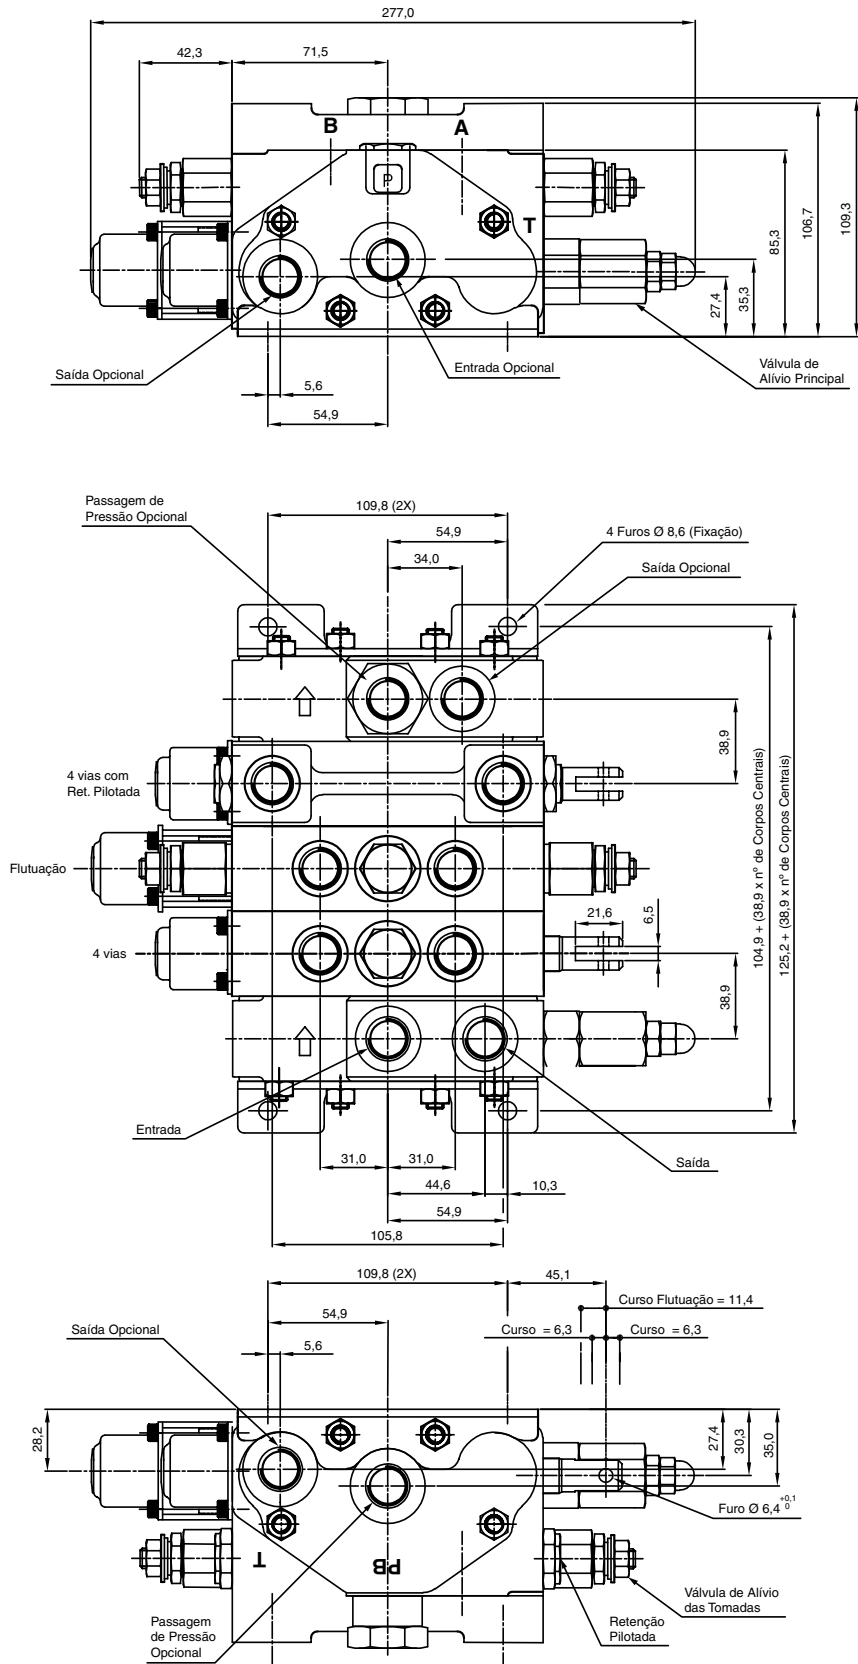 277,0
42,3
71,5
B
A
P
T
27,4
35,3
85,3
106,7
109,3
Saída Opcional
5,6
54,9
Entrada Opcional
Válvula de
Alívio Principal
Passagem de
Pressão Opcional
109,8 (2X)
54,9
34,0
4 Furos Ø 8,6 (Fixação)
Saída Opcional
38,9
4 vias com
Ret. Pilotada
Flutuação
4 vias
21,6
6,5
38,9
104,9 + (38,9 x nº de Corpos Centrais)
125,2 + (38,9 x nº de Corpos Centrais)
Entrada
31,0
31,0
Saída
44,6
10,3
54,9
105,8
109,8 (2X)
45,1
Curso Flutuação = 11,4
54,9
Saída Opcional
Curso = 6,3
Curso = 6,3
5,6
28,2
27,4
30,3
35,0
Furo Ø 6,4 +0,1 0
T
PB
Passagem
de Pressão
Opcional
Retenção
Pilotada
Válvula de Alívio
das Tomadas